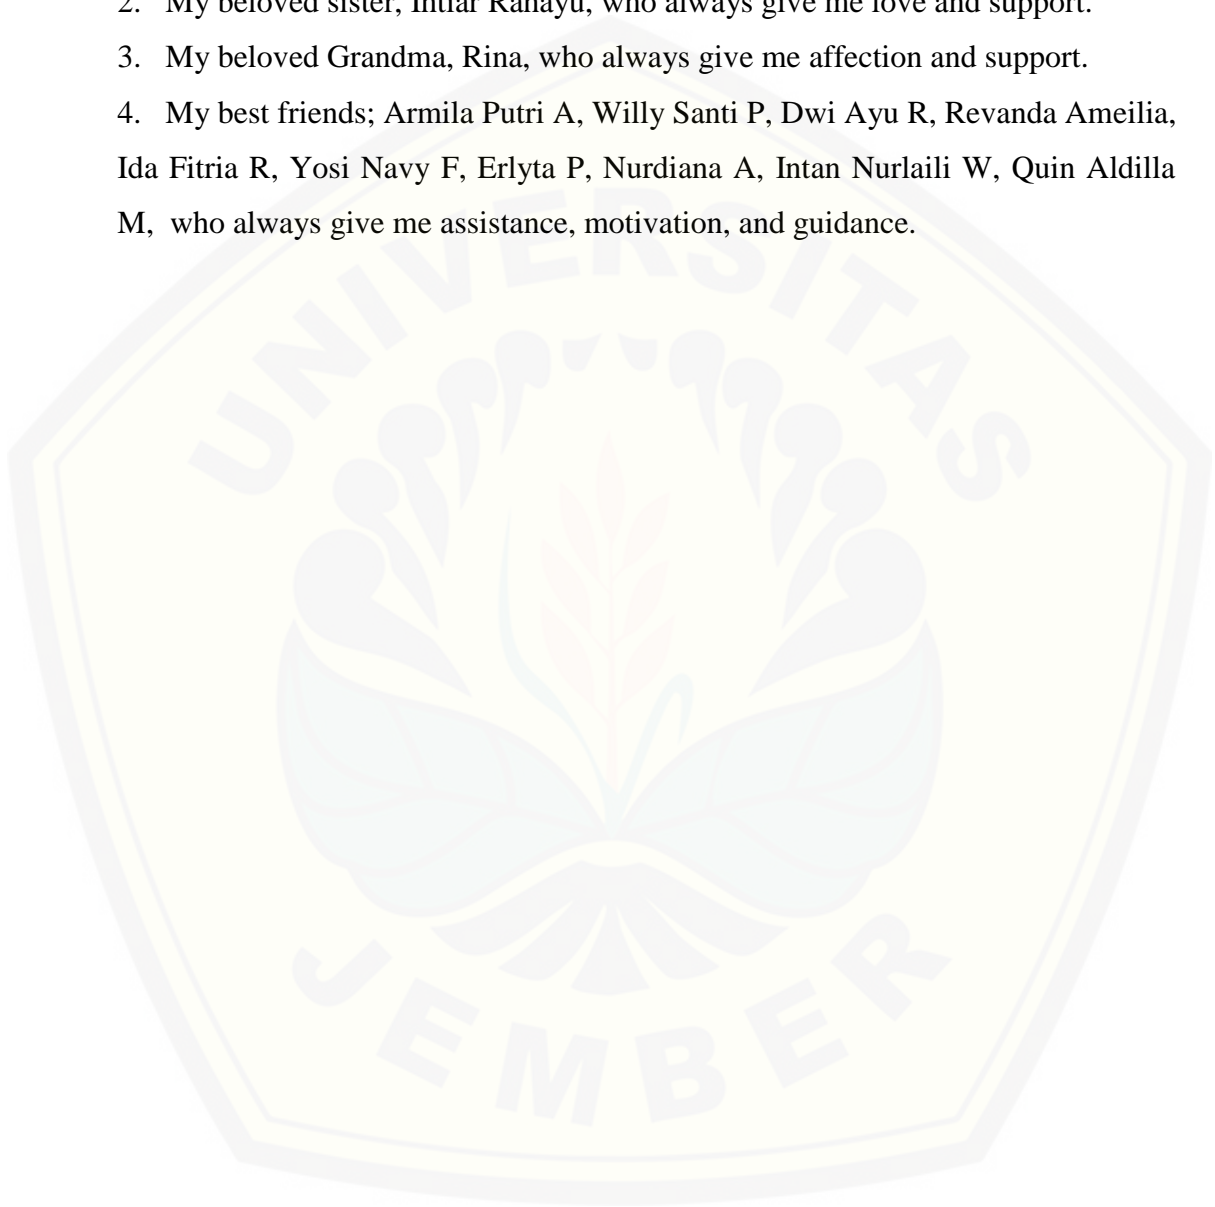 2. My beloved sister, Rahayu, who always give me love and support.
3. My beloved Grandma, Rina, who always give me affection and support.
4. My best friends; Armila Putri A, Willy Santi P, Dwi Ayu R, Revanda Ameilia,
Ida Fitria R, Yosi Navy F, Erlyta P, Nurdiana A, Intan Nurlaili W, Quin Aldilla
M, who always give me assistance, motivation, and guidance.
UNIVERSITAS
JEMBER